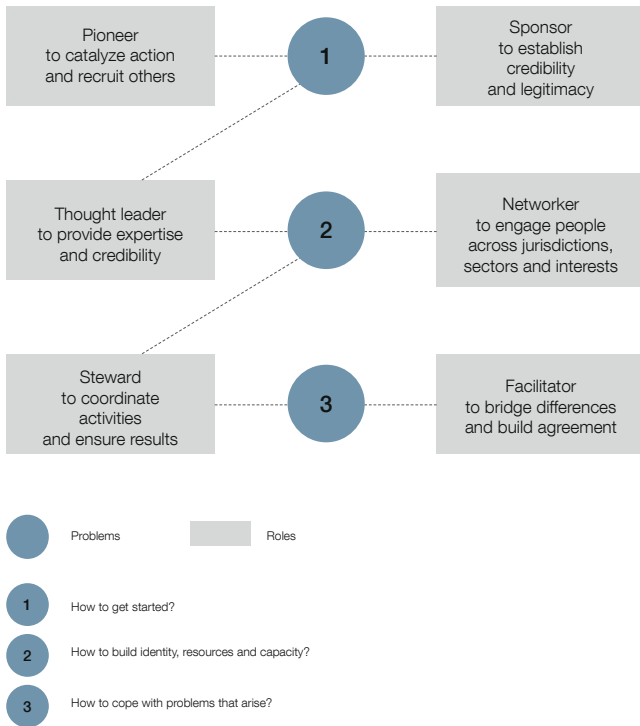 Pioneer
to catalyze action
and recruit others
1
Sponsor
to establish
credibility
and legitimacy
Thought leader
to provide expertise
and credibility
2
Networker
to engage people
across jurisdictions,
sectors and interests
Steward
to coordinate
activities
and ensure results
3
Facilitator
to bridge differences
and build agreement
Problems
Roles
1
How to get started?
2
How to build identity, resources and capacity?
3
How to cope with problems that arise?